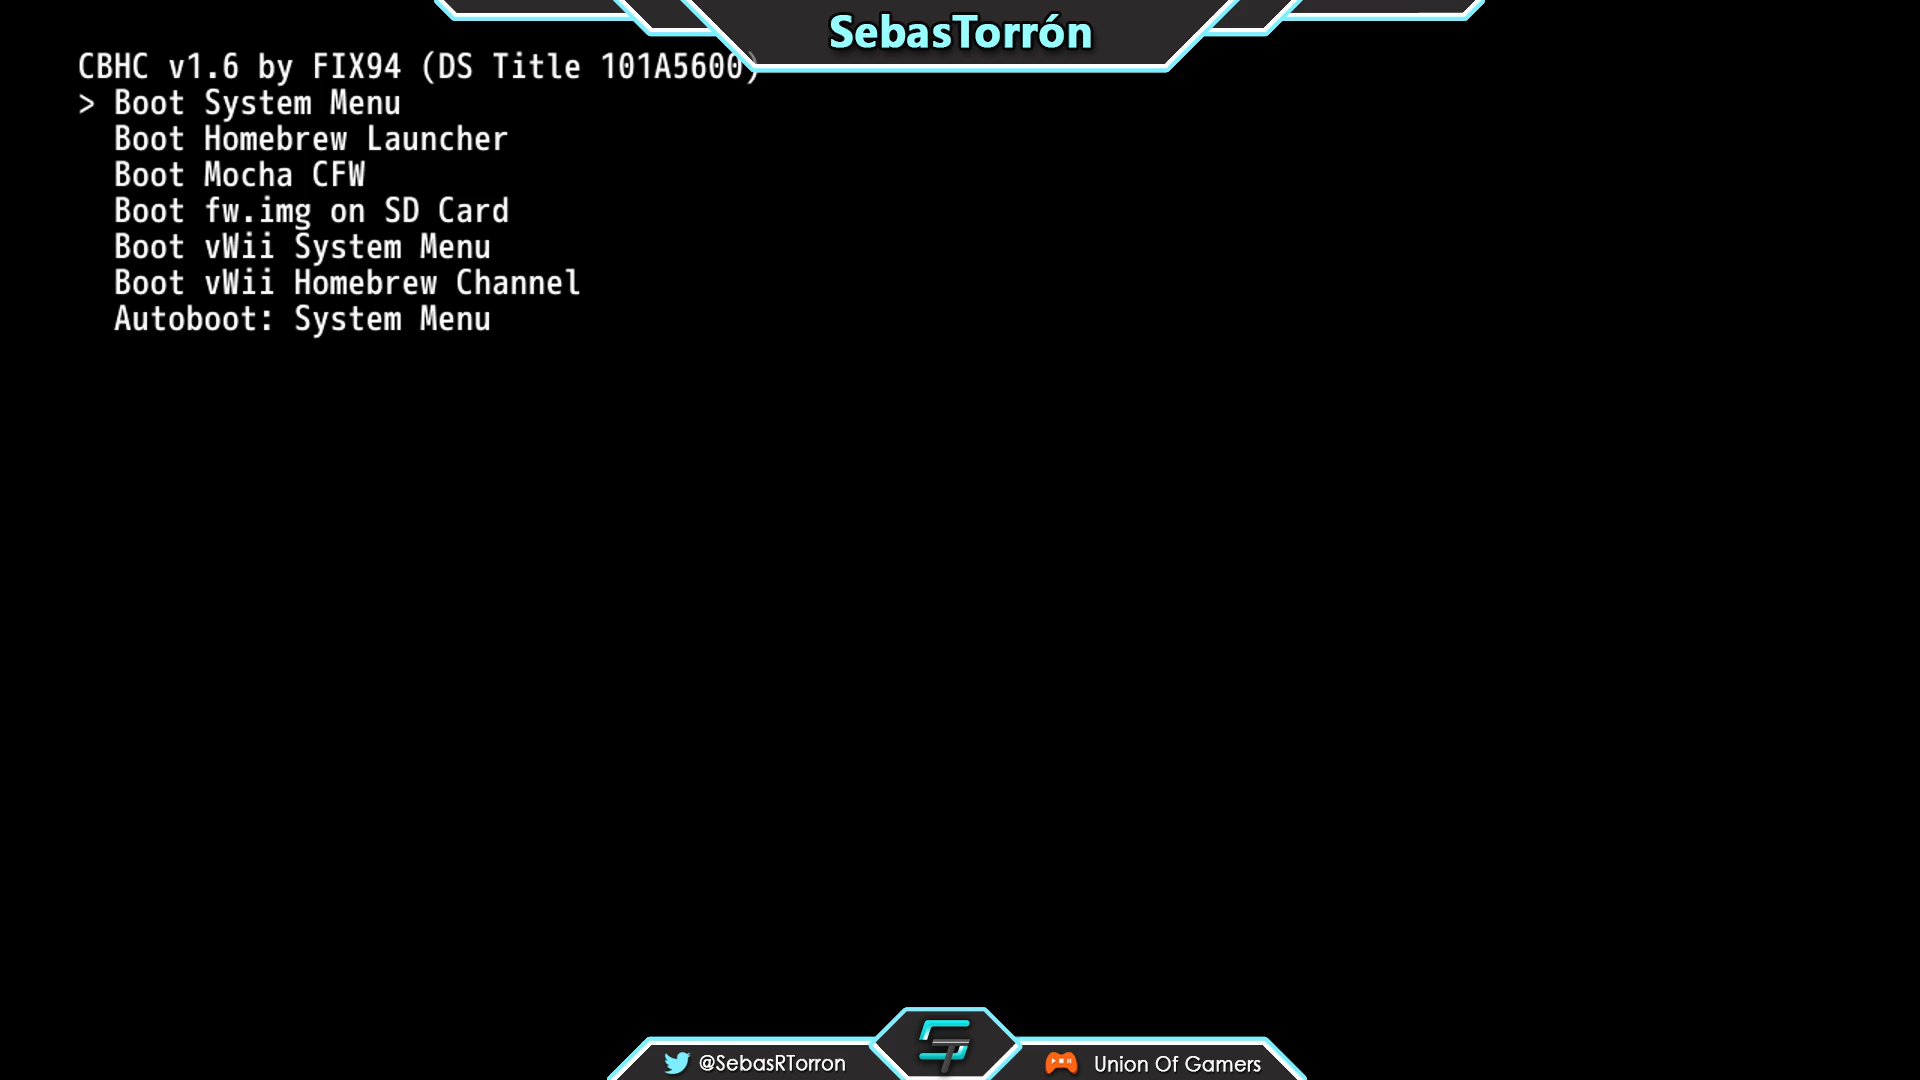 SebasTorrón
CBHC v1.6 by FIX94 (DS Title 101A5600)
> Boot System Menu
Boot Homebrew Launcher
Boot Mocha CFW
Boot fw.img on SD Card
Boot vWii System Menu
Boot vWii Homebrew Channel
Autoboot: System Menu
@SebasRTorron
ST
Union Of Gamers